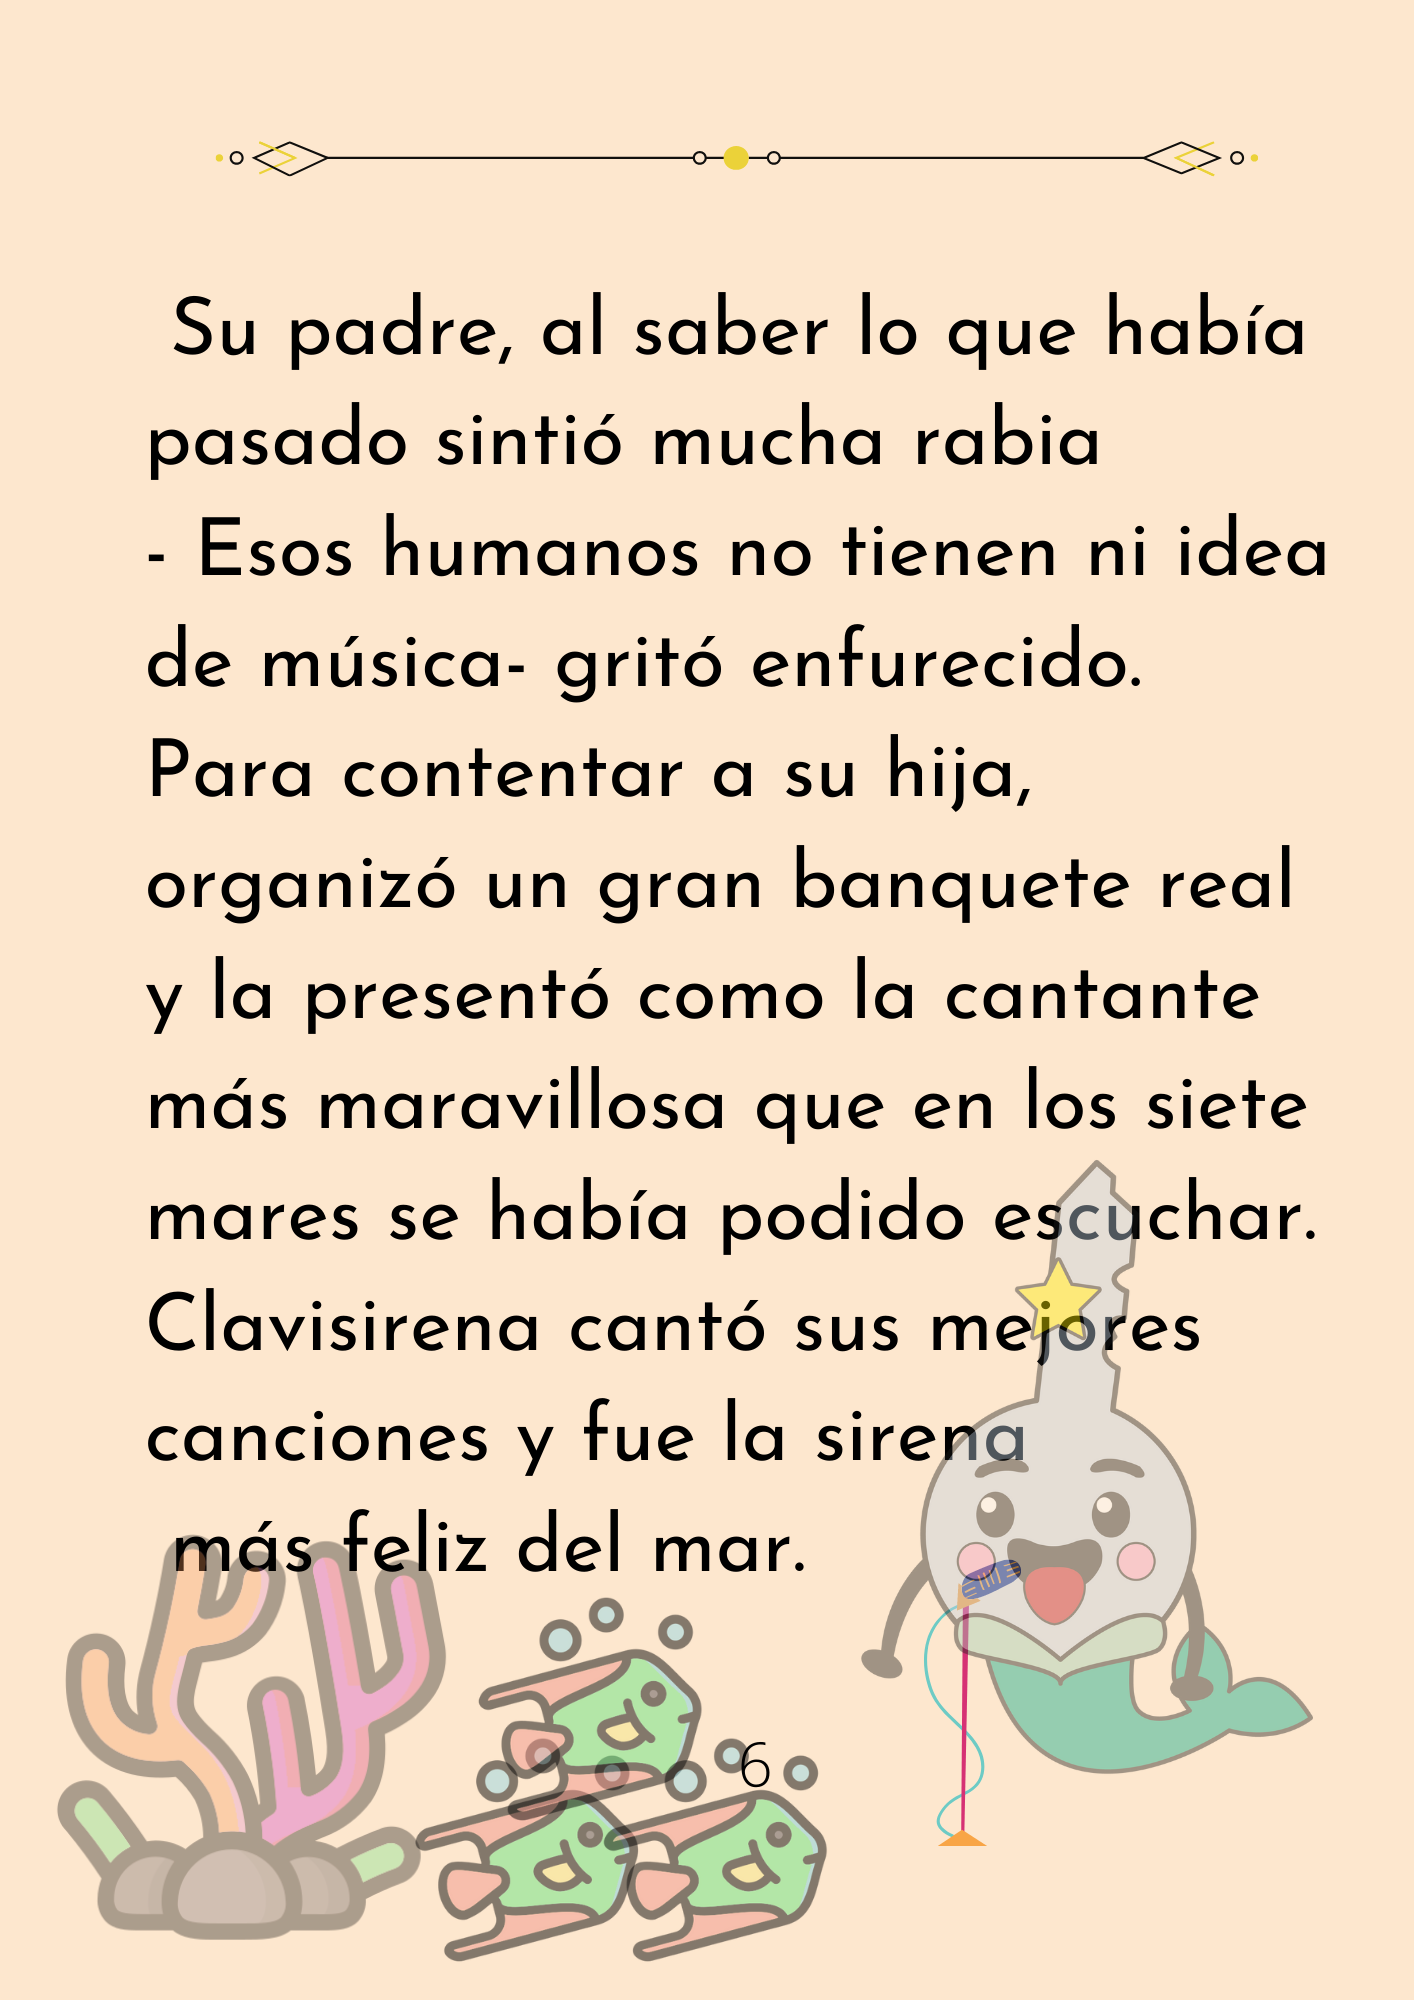 Su padre, al saber lo que había
pasado sintió mucha rabia
- Esos humanos no tienen ni idea
de música- gritó enfurecido.
Para contentar a su hija,
organizó un gran banquete real
y la presentó como la cantante
más maravillosa que en los siete
mares se había podido escuchar.
Clavisirena cantó sus mejores
canciones y fue la sirena
más feliz del mar.
6